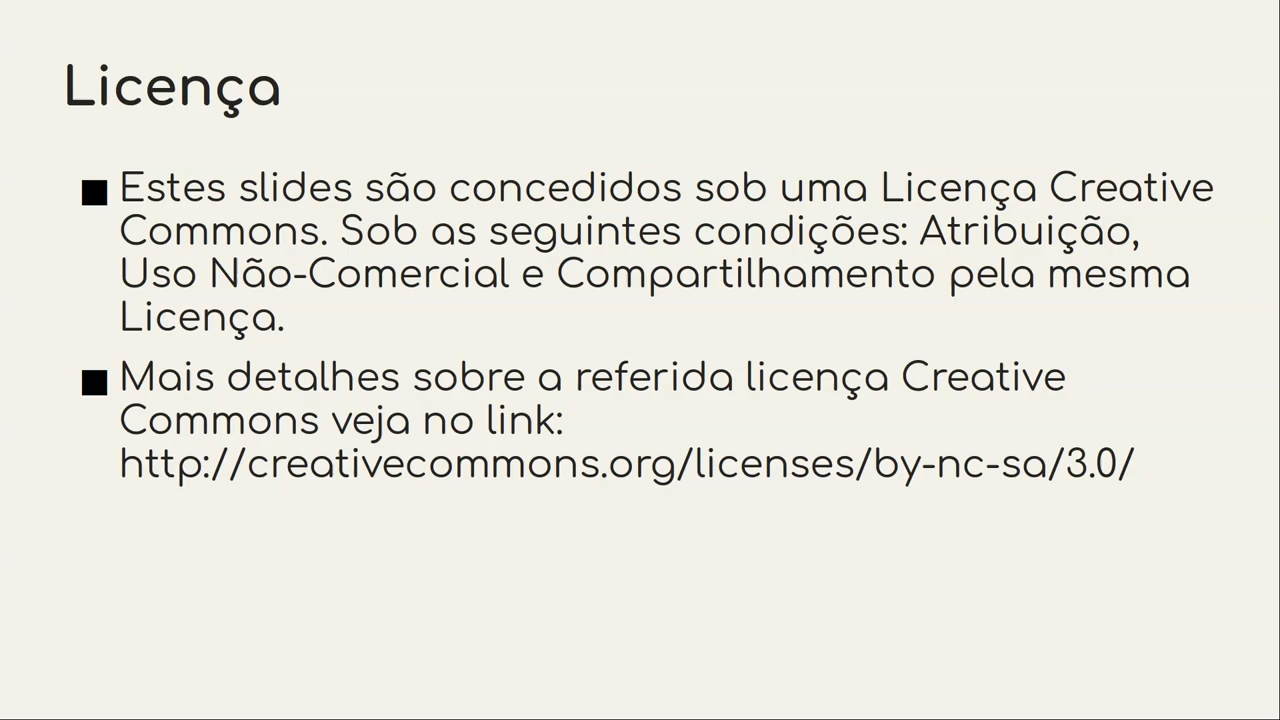 Licença
Estes slides são concedidos sob uma Licença Creative
Commons. Sob as seguintes condições: Atribuição,
Uso Não-Comercial e Compartilhamento pela mesma
Licença.
Mais detalhes sobre a referida licença Creative
Commons veja no link:
http://creativecommons.org/licenses/by-nc-sa/3.0/